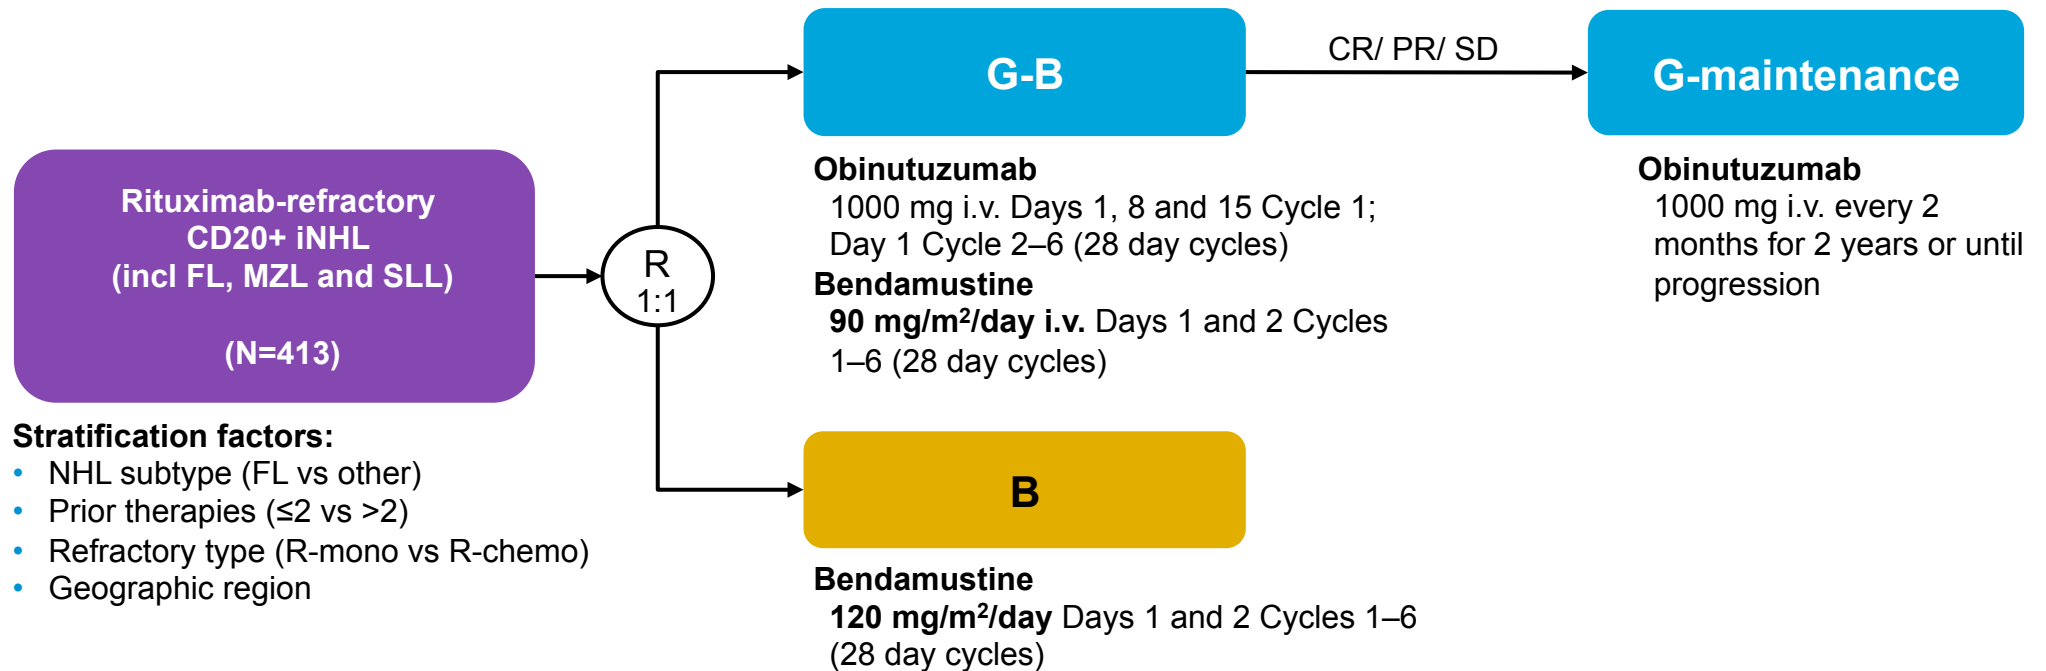 Rituximab-refractory
CD20+ iNHL
(incl FL, MZL and SLL)
(N=413)
Stratification factors:
• NHL subtype (FL vs other)
• Prior therapies (≤2 vs >2)
• Refractory type (R-mono vs R-chemo)
• Geographic region
R
1:1
G-B
Obinutuzumab
1000 mg i.v. Days 1, 8 and 15 Cycle 1;
Day 1 Cycle 2–6 (28 day cycles)
Bendamustine
90 mg/m²/day i.v. Days 1 and 2 Cycles
1–6 (28 day cycles)
CR/ PR/ SD
G-maintenance
Obinutuzumab
1000 mg i.v. every 2
months for 2 years or until
progression
B
Bendamustine
120 mg/m²/day Days 1 and 2 Cycles 1–6
(28 day cycles)